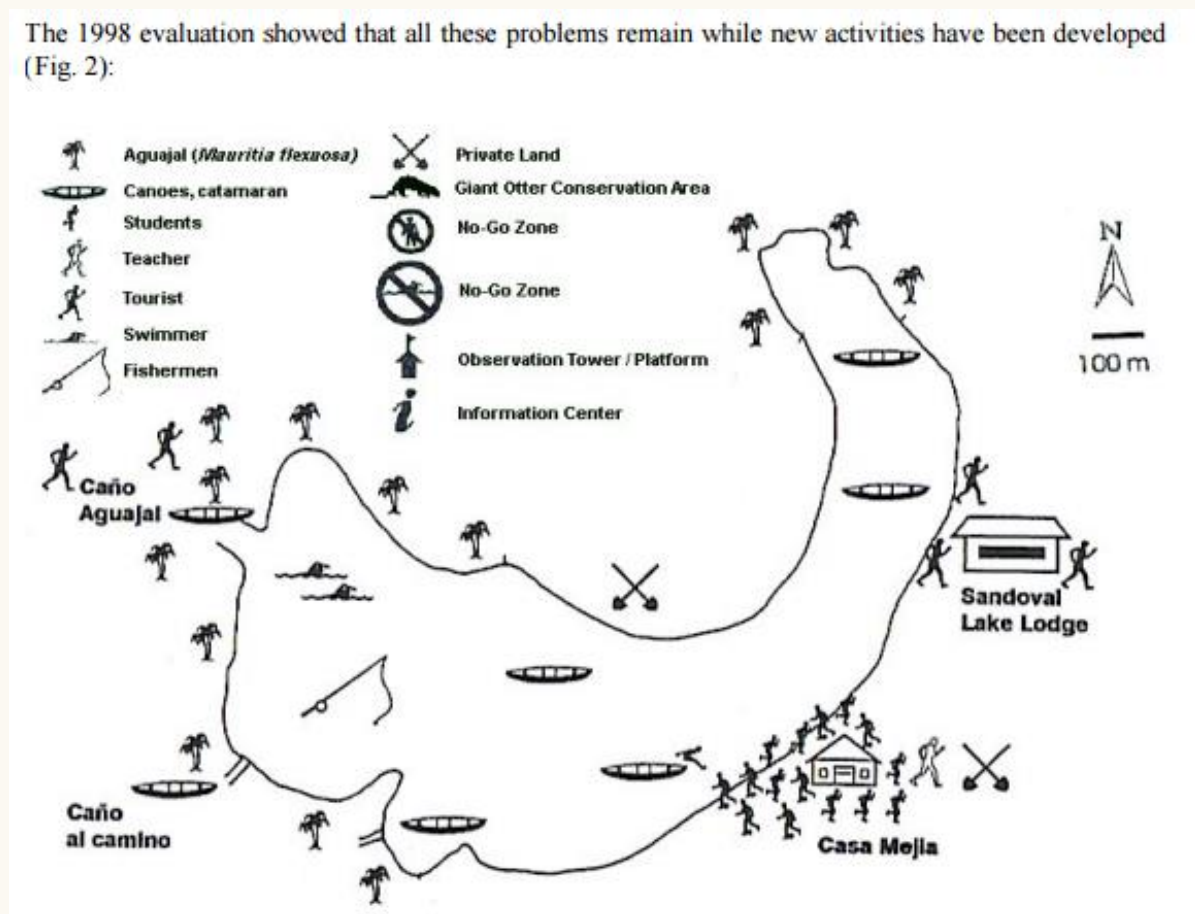 The 1998 evaluation showed that all these problems remain while new activities have been developed
(Fig. 2):
Aguajal (Mauritia flexuosa)
Canoes, catamaran
Students
Teacher
Tourist
Swimmer
Fishermen
Private Land
Giant Otter Conservation Area
No-Go Zone
No-Go Zone
Observation Tower / Platform
Information Center
N
100 m
Caño
Aguajal
Sandoval
Lake Lodge
Caño
al camino
Casa Mejia